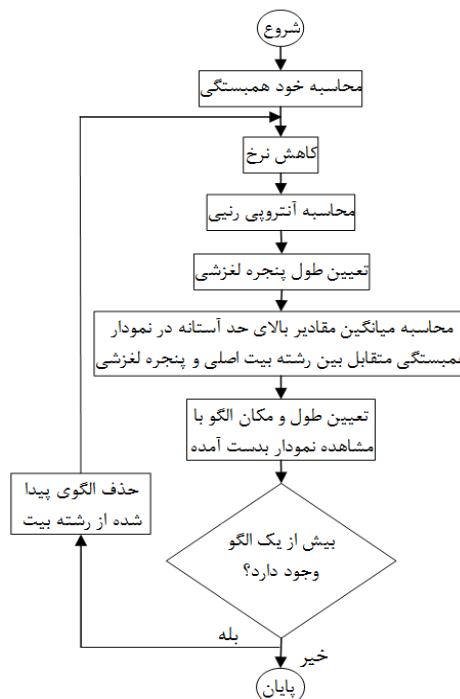 شروع
محاسبه خود همبستگی
کاهش نرخ
محاسبه آنتروپی رنیی
تعیین طول پنجره لغزشی
محاسبه میانگین مقادیر بالای حد آستانه در نمودار
همبستگی متقابل بین رشته بیت اصلی و پنجره لغزشی
تعیین طول و مکان الگو با
مشاهده نمودار بدست آمده
حذف الگوی پیدا
شده از رشته بیت
بیش از یک الگو
وجود دارد؟
بله
خیر
پایان